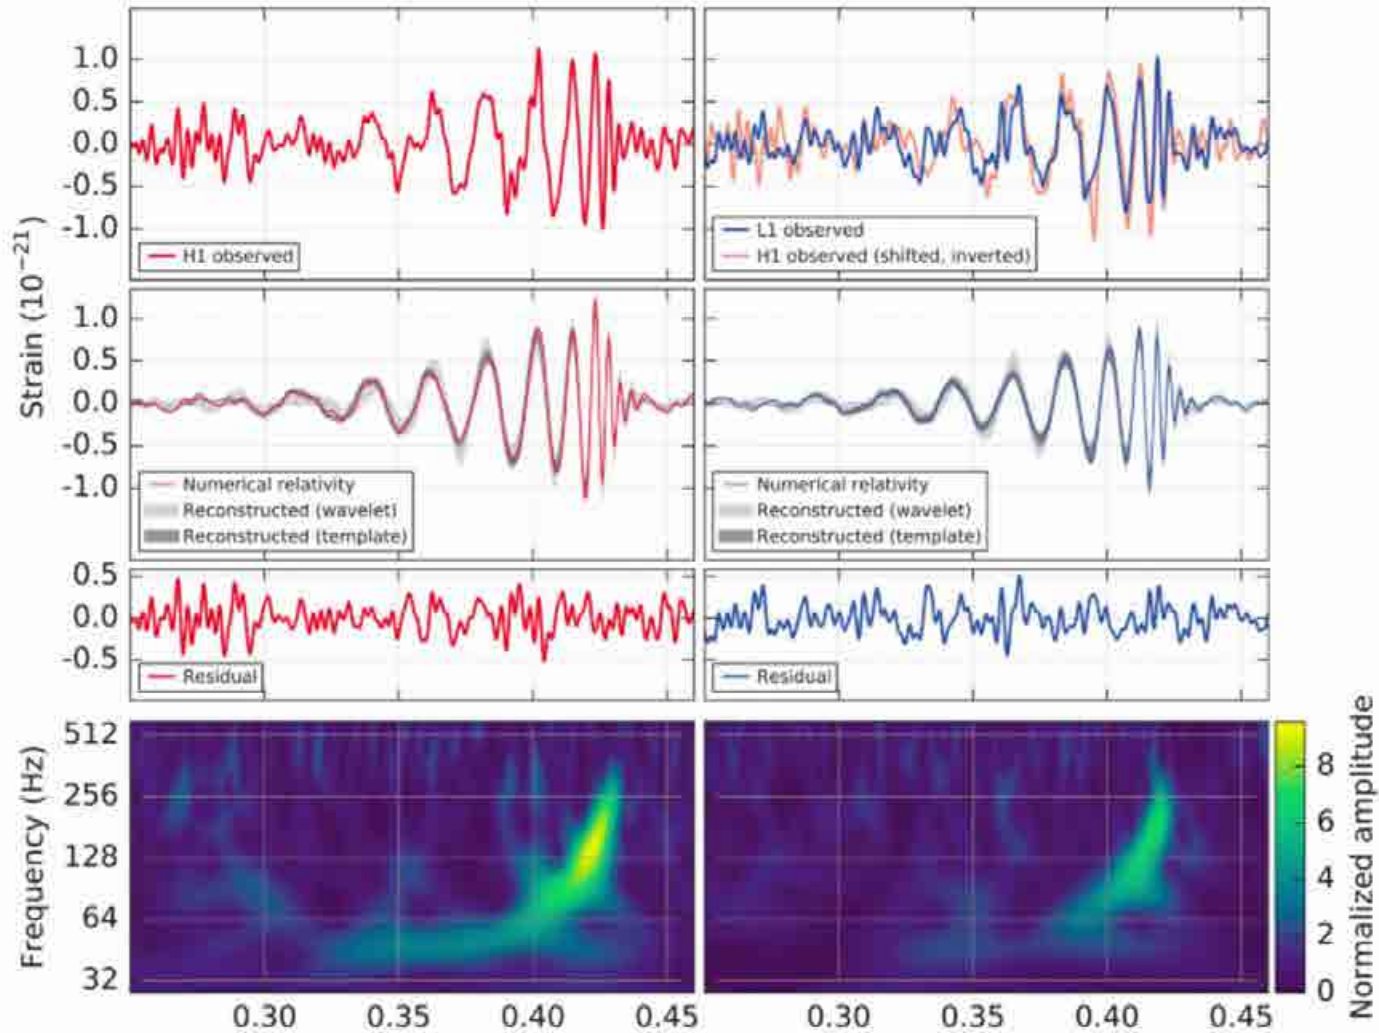 1.0
0.5
0.0
-0.5
-1.0
H1 observed
L1 observed
H1 observed (shifted, inverted)
Strain (10⁻²¹)
1.0
0.5
0.0
-0.5
-1.0
Numerical relativity
Reconstructed (wavelet)
Reconstructed (template)
Numerical relativity
Reconstructed (wavelet)
Reconstructed (template)
0.5
0.0
-0.5
Residual
Residual
Frequency (Hz)
512
256
128
64
32
0.30 0.35 0.40 0.45
0.30 0.35 0.40 0.45
8
6
4
2
0
Normalized amplitude